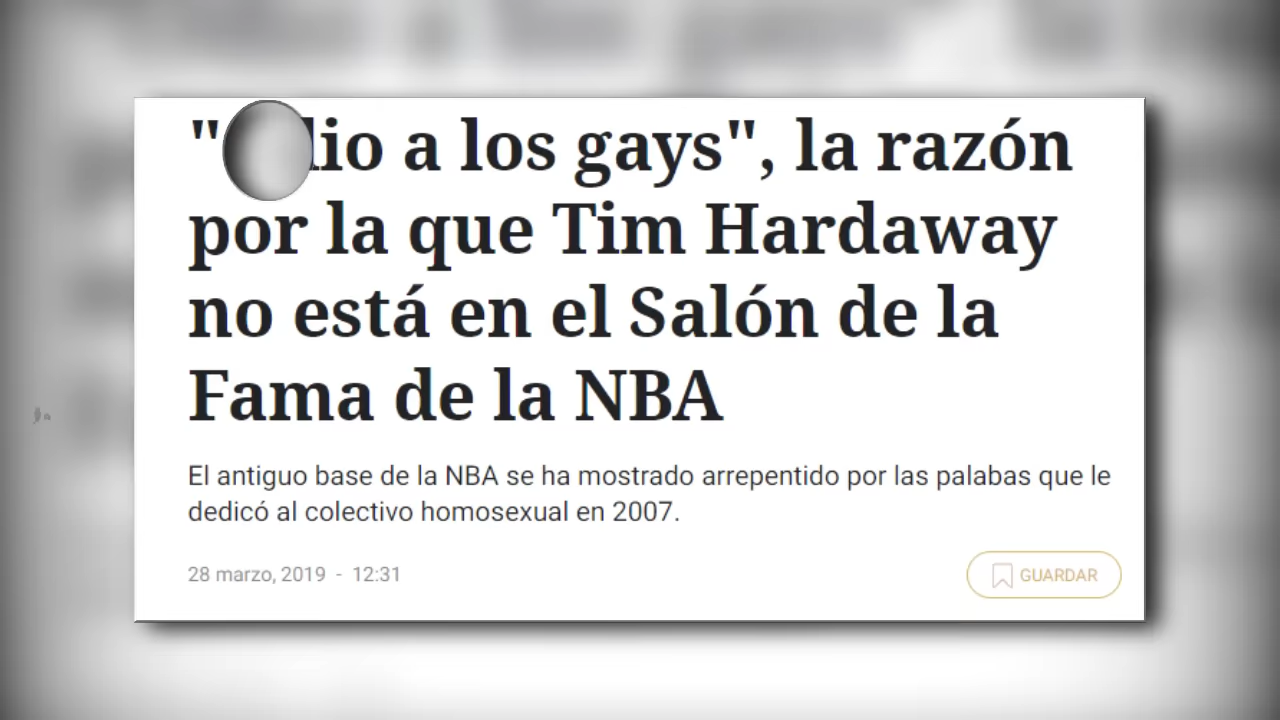 "lio a los gays", la razón
por la que Tim Hardaway
no está en el Salón de la
Fama de la NBA
El antiguo base de la NBA se ha mostrado arrepentido por las palabas que le
dedicó al colectivo homosexual en 2007.
28 marzo, 2019 - 12:31
GUARDAR